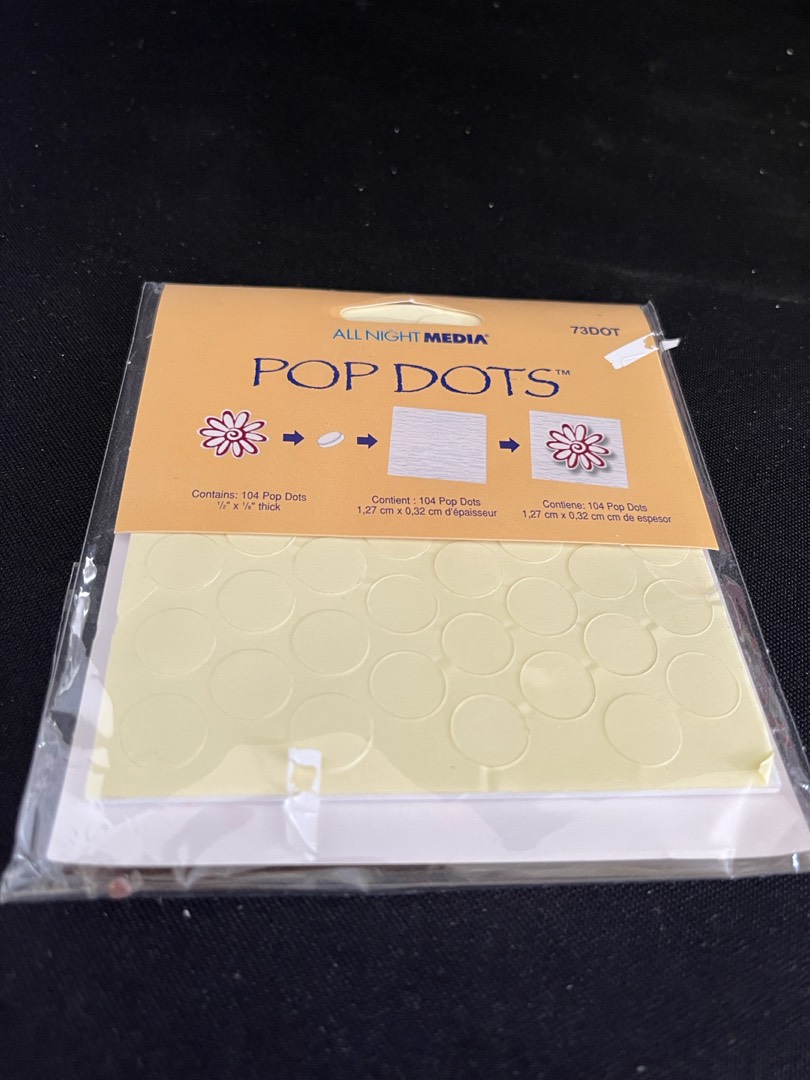 ALL NIGHT MEDIA®
73DOT
POP DOTS™
Contains: 104 Pop Dots
½" x ⅛" thick
Contient : 104 Pop Dots
1,27 cm x 0,32 cm d'épaisseur
Contiene: 104 Pop Dots
1,27 cm x 0,32 cm cm de espesor